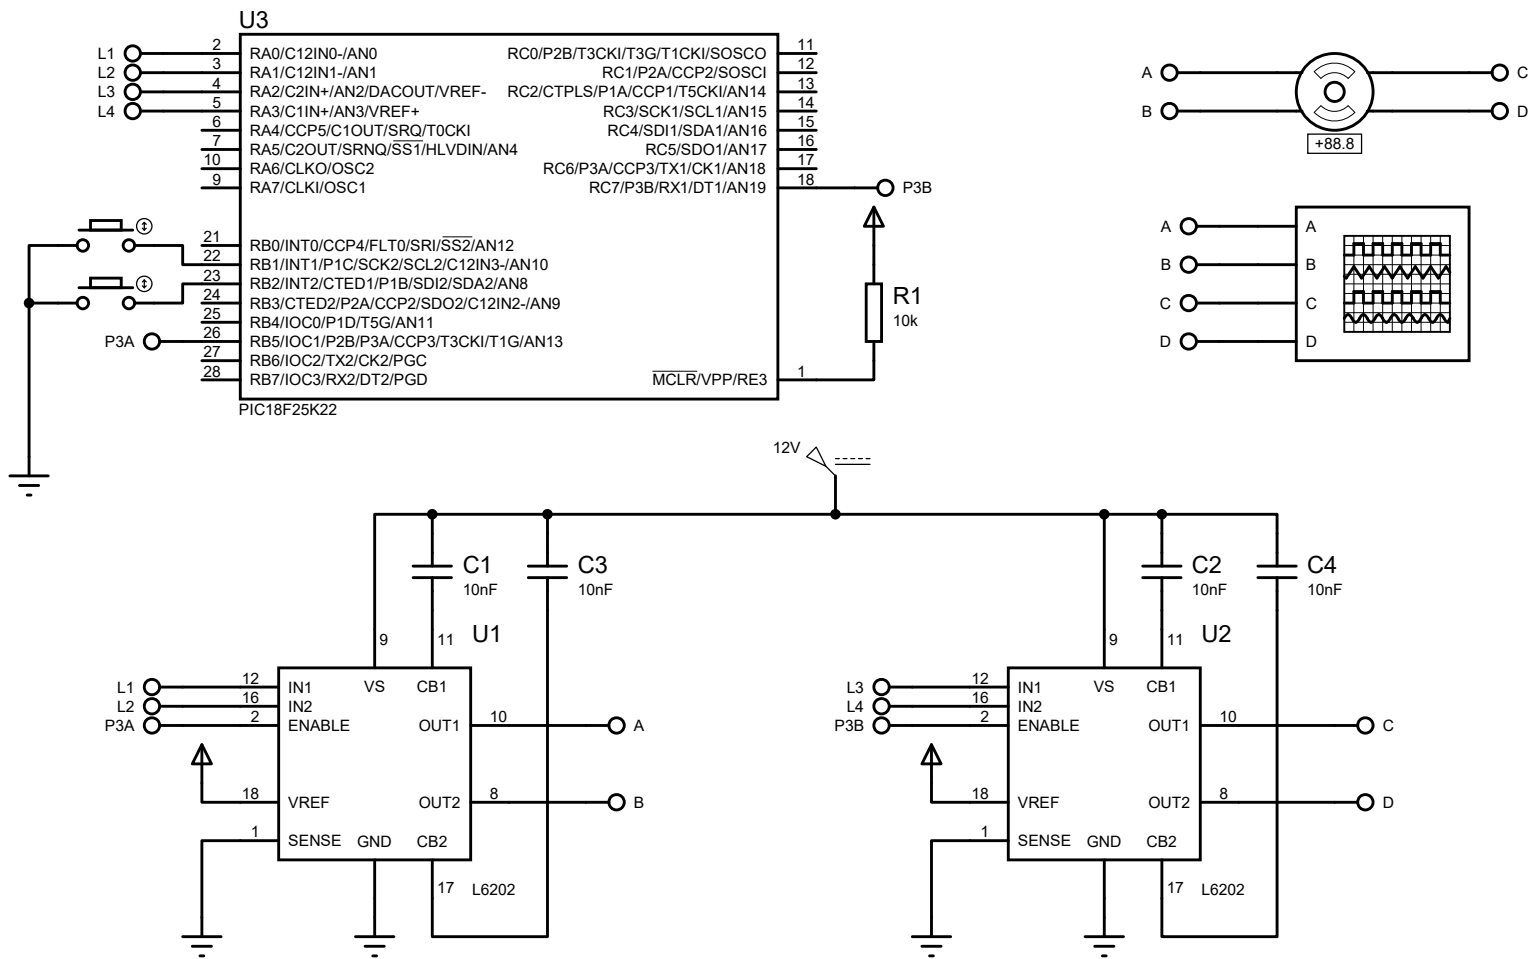 U3
L1
2
RA0/C12IN0-/AN0
RC0/P2B/T3CKI/T3G/T1CKI/SOSCO
11
L2
3
RA1/C12IN1-/AN1
RC1/P2A/CCP2/SOSCI
12
L3
4
RA2/C2IN+/AN2/DACOUT/VREF-
RC2/CTPLS/P1A/CCP1/T5CKI/AN14
13
L4
5
RA3/C1IN+/AN3/VREF+
RC3/SCK1/SCL1/AN15
14
6
RA4/CCP5/C1OUT/SRQ/T0CKI
RC4/SDI1/SDA1/AN16
15
7
RA5/C2OUT/SRNQ/SS1/HLVDIN/AN4
RC5/SDO1/AN17
16
10
RA6/CLKO/OSC2
RC6/P3A/CCP3/TX1/CK1/AN18
17
9
RA7/CLKI/OSC1
RC7/P3B/RX1/DT1/AN19
18
P3B
21
RB0/INT0/CCP4/FLT0/SRI/SS2/AN12
22
RB1/INT1/P1C/SCK2/SCL2/C12IN3-/AN10
23
RB2/INT2/CTED1/P1B/SDI2/SDA2/AN8
24
RB3/CTED2/P2A/CCP2/SDO2/C12IN2-/AN9
25
RB4/IOC0/P1D/T5G/AN11
P3A
26
RB5/IOC1/P2B/P3A/CCP3/T3CKI/T1G/AN13
27
RB6/IOC2/TX2/CK2/PGC
28
RB7/IOC3/RX2/DT2/PGD
MCLR/VPP/RE3
1
PIC18F25K22
R1
10k
A
C
B
D
+88.8
A
A
B
B
C
C
D
D
12V
C1
10nF
C3
10nF
C2
10nF
C4
10nF
9
11
U1
L1
12
IN1
VS
CB1
L2
16
IN2
P3A
2
ENABLE
OUT1
10
A
18
VREF
OUT2
8
B
1
SENSE
GND
CB2
17
L6202
9
11
U2
L3
12
IN1
VS
CB1
L4
16
IN2
P3B
2
ENABLE
OUT1
10
C
18
VREF
OUT2
8
D
1
SENSE
GND
CB2
17
L6202